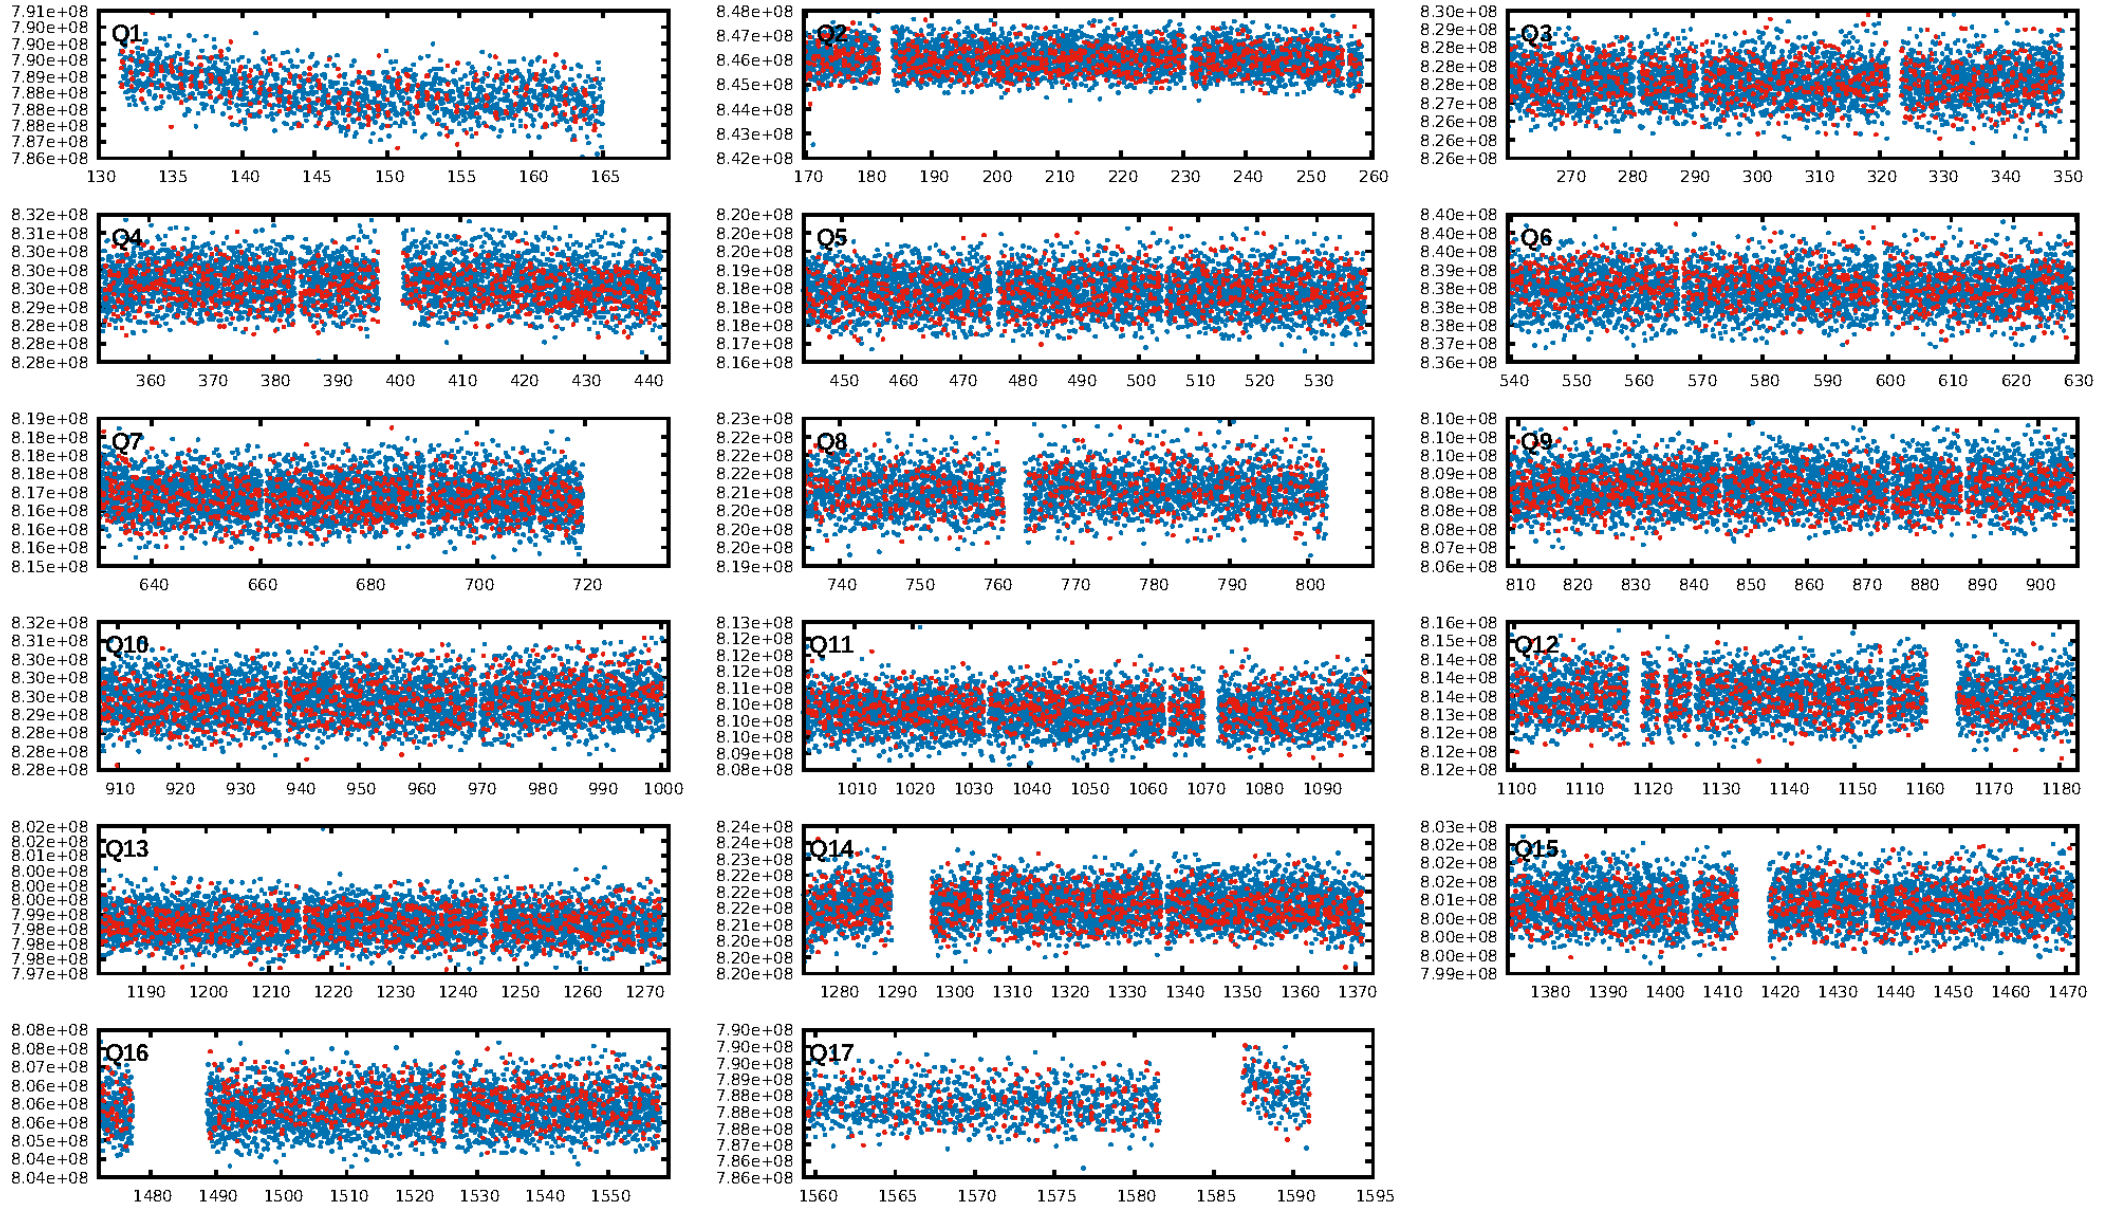 Q1
7.91e+08
7.90e+08
7.90e+08
7.90e+08
7.89e+08
7.88e+08
7.88e+08
7.88e+08
7.87e+08
7.86e+08
130 135 140 145 150 155 160 165
Q2
8.48e+08
8.47e+08
8.46e+08
8.45e+08
8.44e+08
8.43e+08
8.42e+08
170 180 190 200 210 220 230 240 250 260
Q3
8.30e+08
8.29e+08
8.28e+08
8.28e+08
8.28e+08
8.27e+08
8.26e+08
8.26e+08
8.26e+08
270 280 290 300 310 320 330 340 350
Q4
8.32e+08
8.31e+08
8.30e+08
8.30e+08
8.30e+08
8.29e+08
8.28e+08
8.28e+08
8.28e+08
360 370 380 390 400 410 420 430 440
Q5
8.20e+08
8.20e+08
8.19e+08
8.19e+08
8.18e+08
8.18e+08
8.18e+08
8.17e+08
8.16e+08
450 460 470 480 490 500 510 520 530
Q6
8.40e+08
8.40e+08
8.39e+08
8.39e+08
8.38e+08
8.38e+08
8.38e+08
8.37e+08
8.36e+08
540 550 560 570 580 590 600 610 620 630
Q7
8.19e+08
8.18e+08
8.18e+08
8.18e+08
8.17e+08
8.16e+08
8.16e+08
8.16e+08
8.15e+08
640 660 680 700 720
Q8
8.23e+08
8.22e+08
8.22e+08
8.22e+08
8.21e+08
8.20e+08
8.20e+08
8.20e+08
8.19e+08
740 750 760 770 780 790 800
Q9
8.10e+08
8.10e+08
8.10e+08
8.09e+08
8.08e+08
8.08e+08
8.08e+08
8.07e+08
8.06e+08
810 820 830 840 850 860 870 880 890 900
Q10
8.32e+08
8.31e+08
8.30e+08
8.30e+08
8.30e+08
8.29e+08
8.28e+08
8.28e+08
8.28e+08
910 920 930 940 950 960 970 980 990 1000
Q11
8.13e+08
8.12e+08
8.12e+08
8.12e+08
8.11e+08
8.10e+08
8.10e+08
8.10e+08
8.09e+08
8.08e+08
1010 1020 1030 1040 1050 1060 1070 1080 1090
Q12
8.16e+08
8.15e+08
8.14e+08
8.14e+08
8.14e+08
8.13e+08
8.12e+08
8.12e+08
8.12e+08
1100 1110 1120 1130 1140 1150 1160 1170 1180
Q13
8.02e+08
8.02e+08
8.01e+08
8.00e+08
8.00e+08
8.00e+08
7.99e+08
7.98e+08
7.98e+08
7.98e+08
7.97e+08
1190 1200 1210 1220 1230 1240 1250 1260 1270
Q14
8.24e+08
8.24e+08
8.23e+08
8.22e+08
8.22e+08
8.22e+08
8.21e+08
8.20e+08
8.20e+08
8.20e+08
1280 1290 1300 1310 1320 1330 1340 1350 1360 1370
Q15
8.03e+08
8.02e+08
8.02e+08
8.02e+08
8.01e+08
8.00e+08
8.00e+08
8.00e+08
7.99e+08
1380 1390 1400 1410 1420 1430 1440 1450 1460 1470
Q16
8.08e+08
8.08e+08
8.07e+08
8.06e+08
8.06e+08
8.06e+08
8.05e+08
8.04e+08
8.04e+08
1480 1490 1500 1510 1520 1530 1540 1550
Q17
7.90e+08
7.90e+08
7.90e+08
7.89e+08
7.88e+08
7.88e+08
7.88e+08
7.87e+08
7.86e+08
7.86e+08
1560 1565 1570 1575 1580 1585 1590 1595